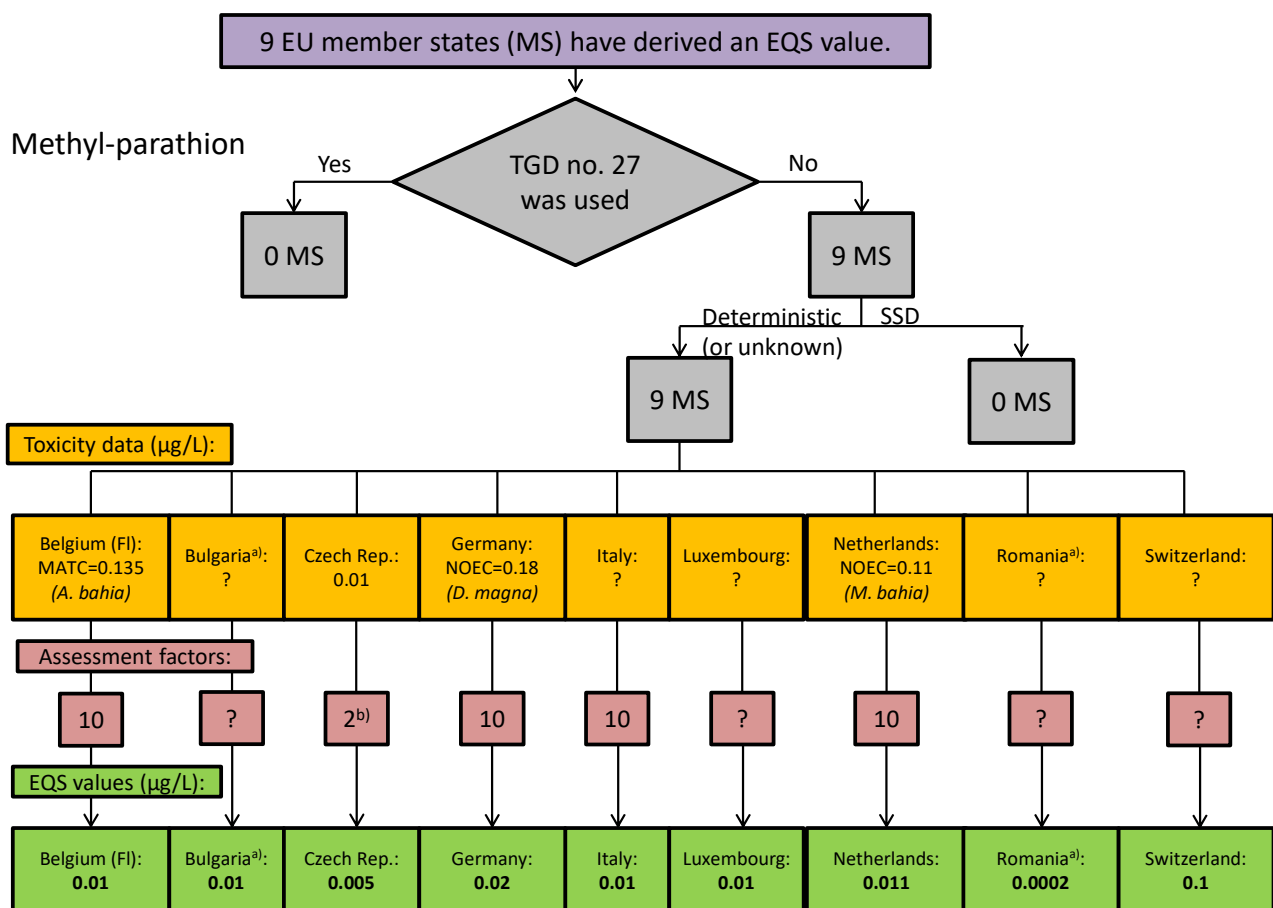 9 EU member states (MS) have derived an EQS value.
Methyl-parathion
Yes
TGD no. 27
was used
No
0 MS
9 MS
Deterministic
(or unknown)
SSD
9 MS
0 MS
Toxicity data (µg/L):
Belgium (Fl):
MATC=0.135
(A. bahia)
Bulgaria a):
?
Czech Rep.:
0.01
Germany:
NOEC=0.18
(D. magna)
Italy:
?
Luxembourg:
?
Netherlands:
NOEC=0.11
(M. bahia)
Romania a):
?
Switzerland:
?
Assessment factors:
10
?
2 b)
10
10
?
10
?
?
EQS values (µg/L):
Belgium (Fl):
0.01
Bulgaria a):
0.01
Czech Rep.:
0.005
Germany:
0.02
Italy:
0.01
Luxembourg:
0.01
Netherlands:
0.011
Romania a):
0.0002
Switzerland:
0.1